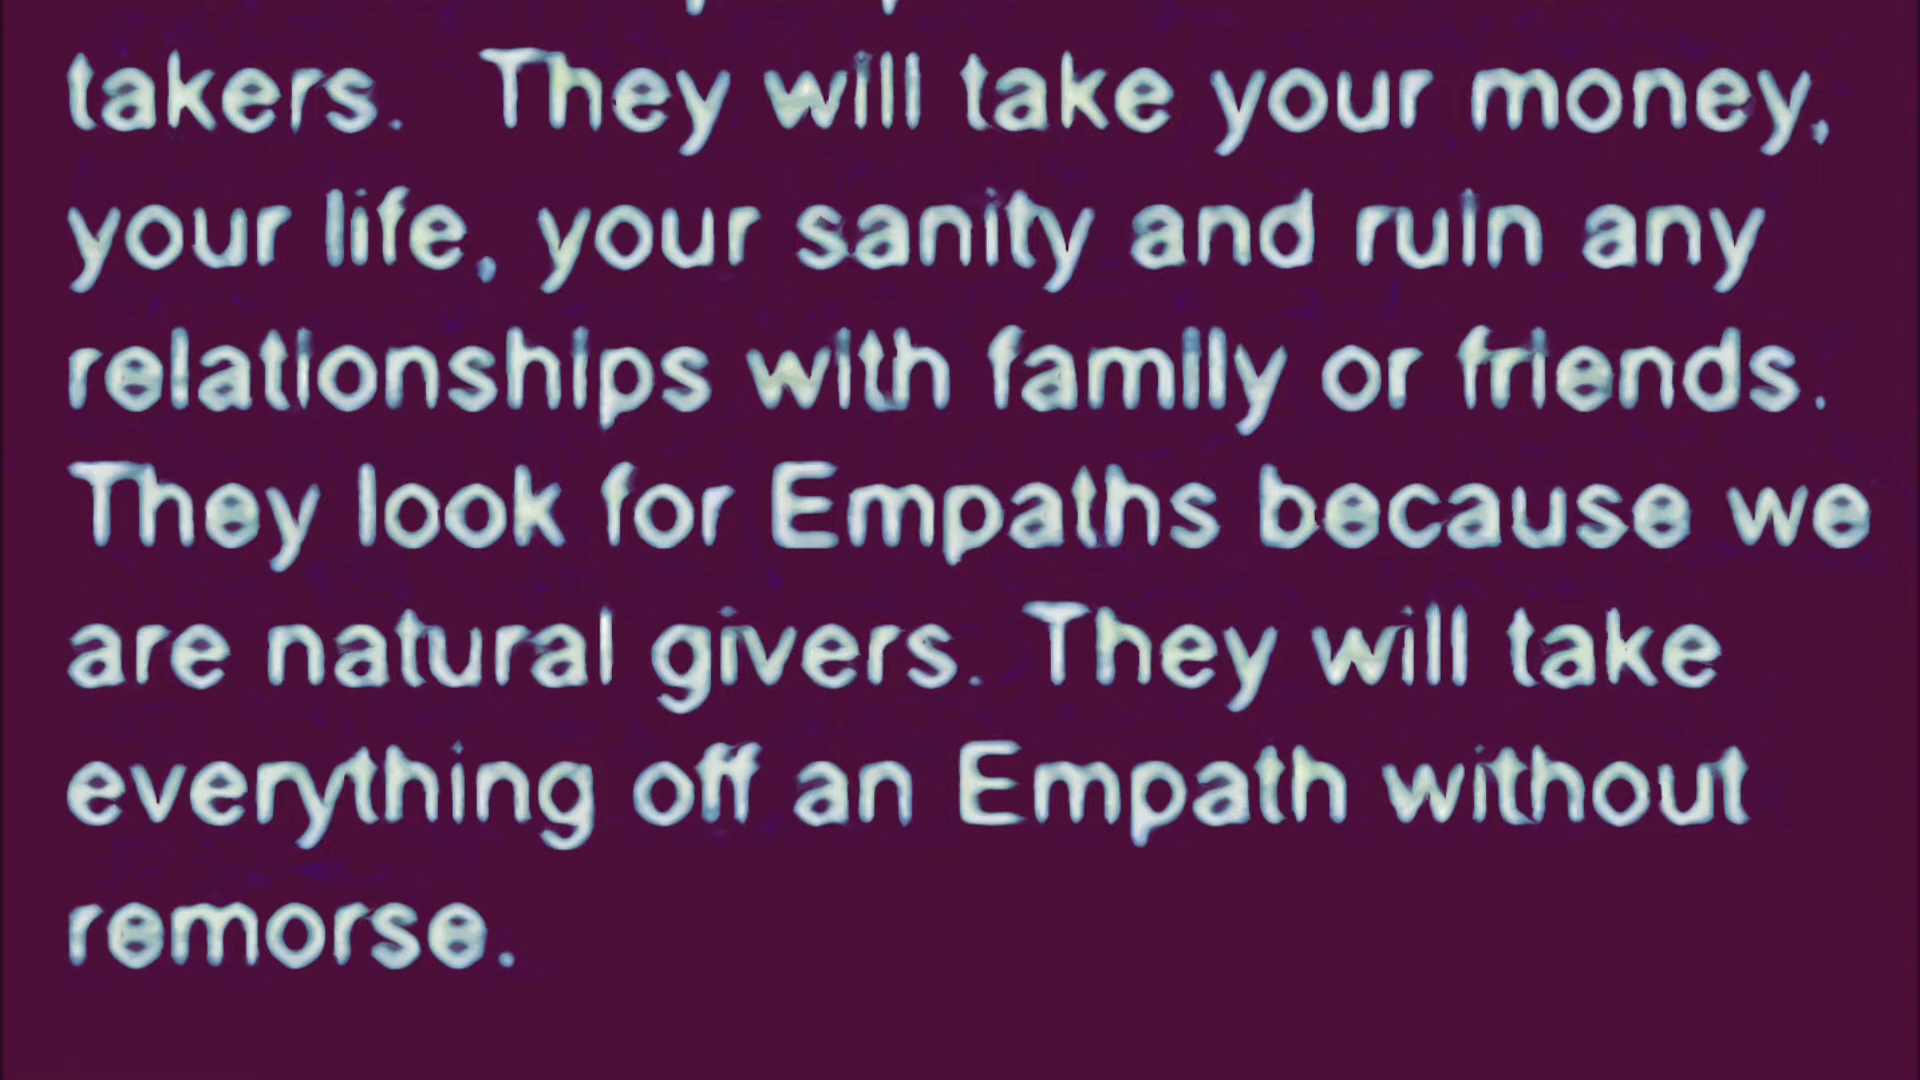 takers. They will take your money,
your life, your sanity and ruin any
relationships with family or friends.
They look for Empaths because we
are natural givers. They will take
everything off an Empath without
remorse.